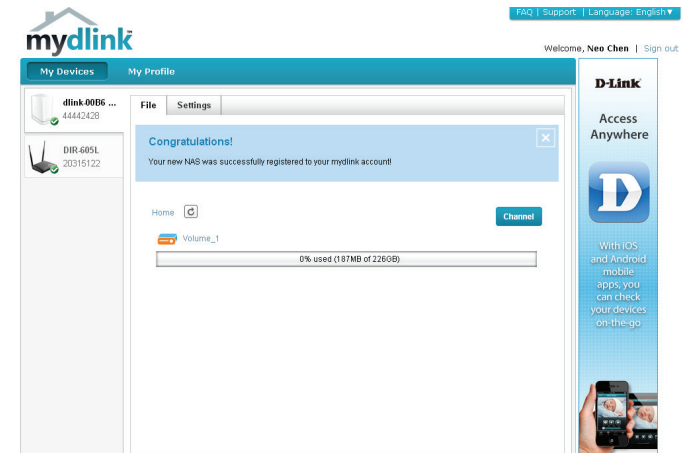 FAQ | Support | Language: English▼
mydlink
Welcome, Neo Chen | Sign out
My Devices
My Profile
dlink-00B6 ...
44442428
DIR-605L
20315122
File
Settings
Congratulations!
Your new NAS was successfully registered to your mydlink account!
Home
Channel
Volume_1
0% used (187MB of 226GB)
D-Link
Access
Anywhere
D
With iOS
and Android
mobile
apps, you
can check
your devices
on-the-go